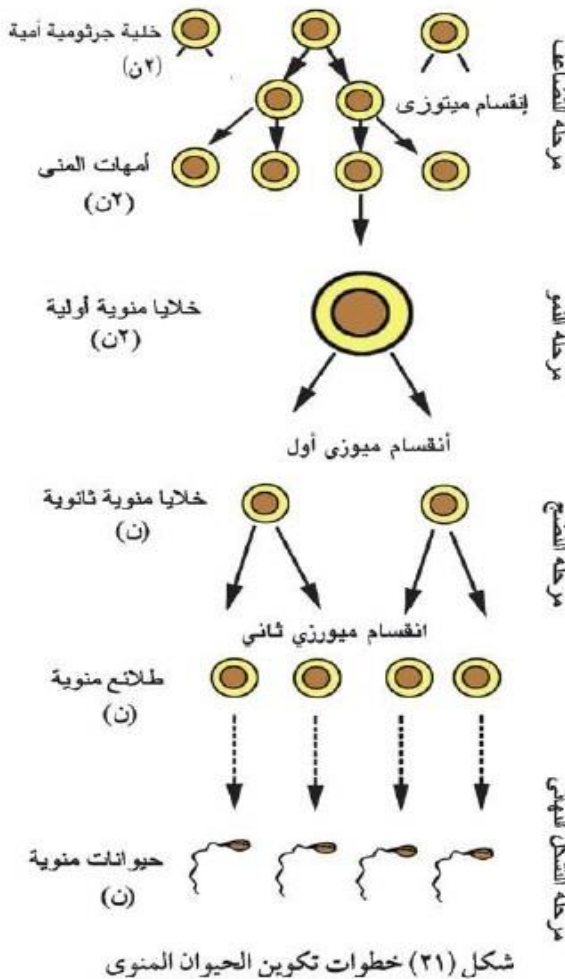 خلية جرثومية أمية
(٢ن)
إنقسام ميتوزى
مرحلة التضاعف
أمهات المنى
(٢ن)
خلايا منوية أولية
(٢ن)
مرحلة النمو
أنقسام ميوزى أول
خلايا منوية ثانوية
(ن)
مرحلة النضج
انقسام ميورزي ثاني
طلائع منوية
(ن)
حيوانات منوية
(ن)
مرحلة التشكل النهائى
شكل (٢١) خطوات تكوين الحيوان المنوى